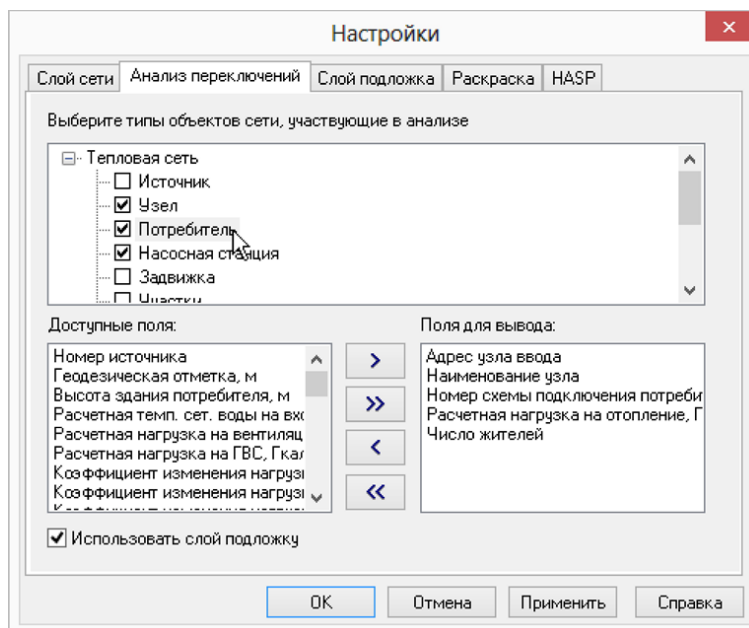 Настройки
Слой сети
Анализ переключений
Слой подложка
Раскраска
HASP
Выберите типы объектов сети, участвующие в анализе
Тепловая сеть
Источник
Узел
Потребитель
Насосная станция
Задвижка
Участки
Доступные поля:
Номер источника
Геодезическая отметка, м
Высота здания потребителя, м
Расчетная темп. сет. воды на вхо
Расчетная нагрузка на вентиляц
Расчетная нагрузка на ГВС, Гкал
Коэффициент изменения нагрузк
Коэффициент изменения нагрузк
>
>>
<
<<
Поля для вывода:
Адрес узла ввода
Наименование узла
Номер схемы подключения потреби
Расчетная нагрузка на отопление, Г
Число жителей
Использовать слой подложку
OK
Отмена
Применить
Справка